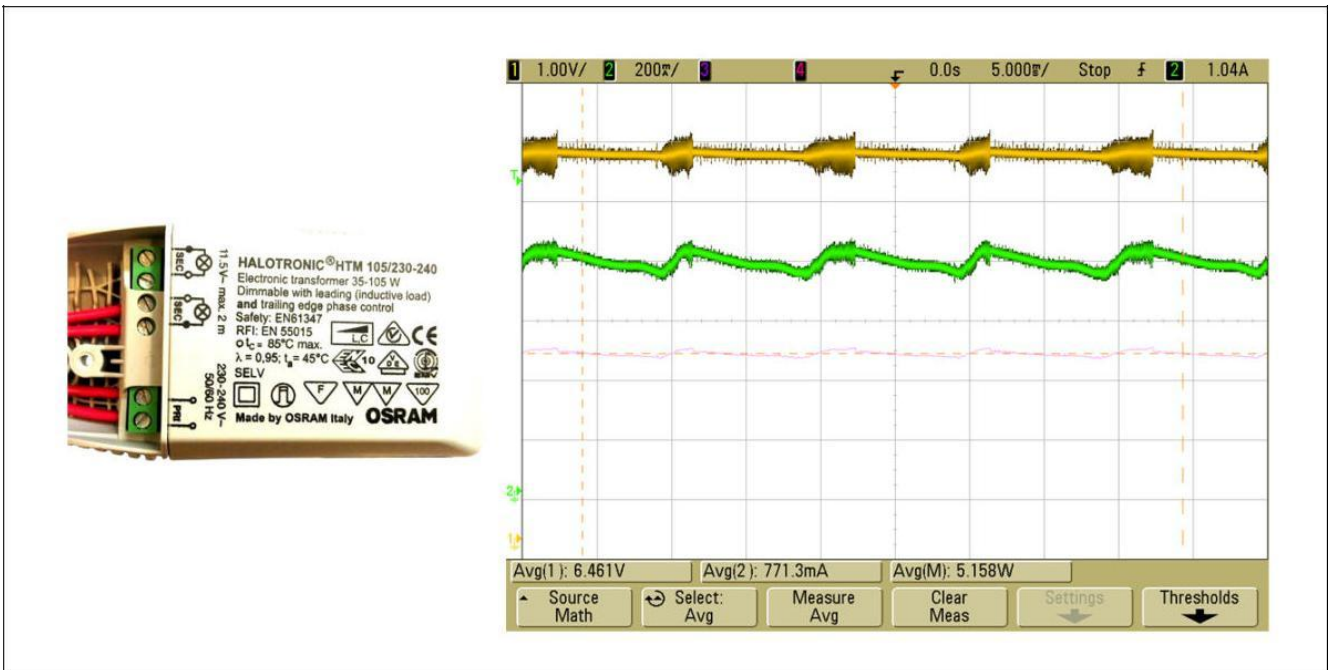 SEC
SEC
PRI
11.5V~ max. 2 m
230-240 V~
50/60 Hz
HALOTRONIC®HTM 105/230-240
Electronic transformer 35-105 W
Dimmable with leading (inductive load)
and trailing edge phase control
Safety: EN61347
RFI: EN 55015
L,C
tc = 85°C max.
λ = 0,95; ta = 45°C
10
SELV
F
M
M
100
Made by OSRAM Italy
OSRAM
1 1.00V/ 2 200m/ 3 4 0.0s 5.000m/ Stop 2 1.04A
T
2
1
Avg(1): 6.461V Avg(2): 771.3mA Avg(M): 5.158W
Source Math
Select: Avg
Measure Avg
Clear Meas
Settings
Thresholds